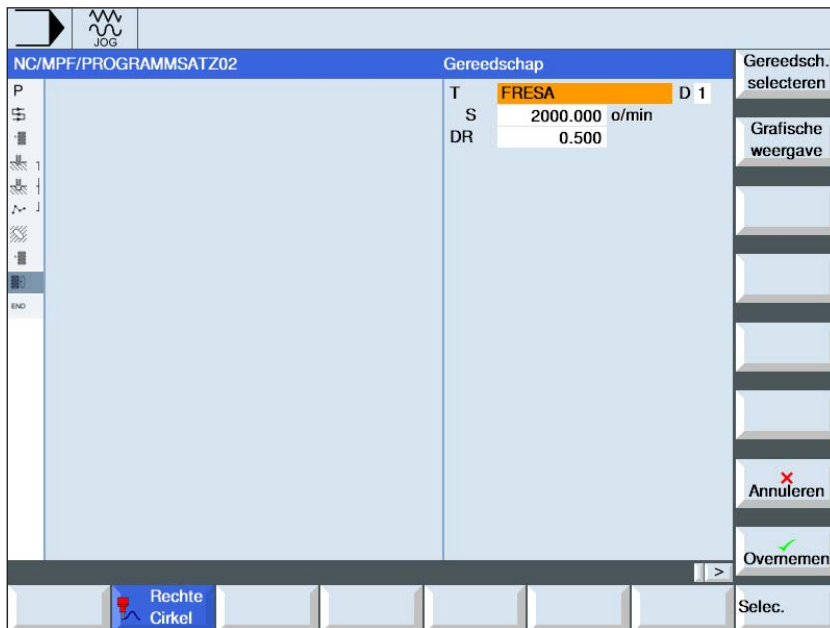 JOG
NC/MPF/PROGRAMMSATZ02
Gereedschap
Gereedsch.
selecteren
P
T FRESA D 1
S 2000.000 o/min
DR 0.500
Grafische
weergave
END
Annuleren
Overnemen
>
Rechte
Cirkel
Selec.